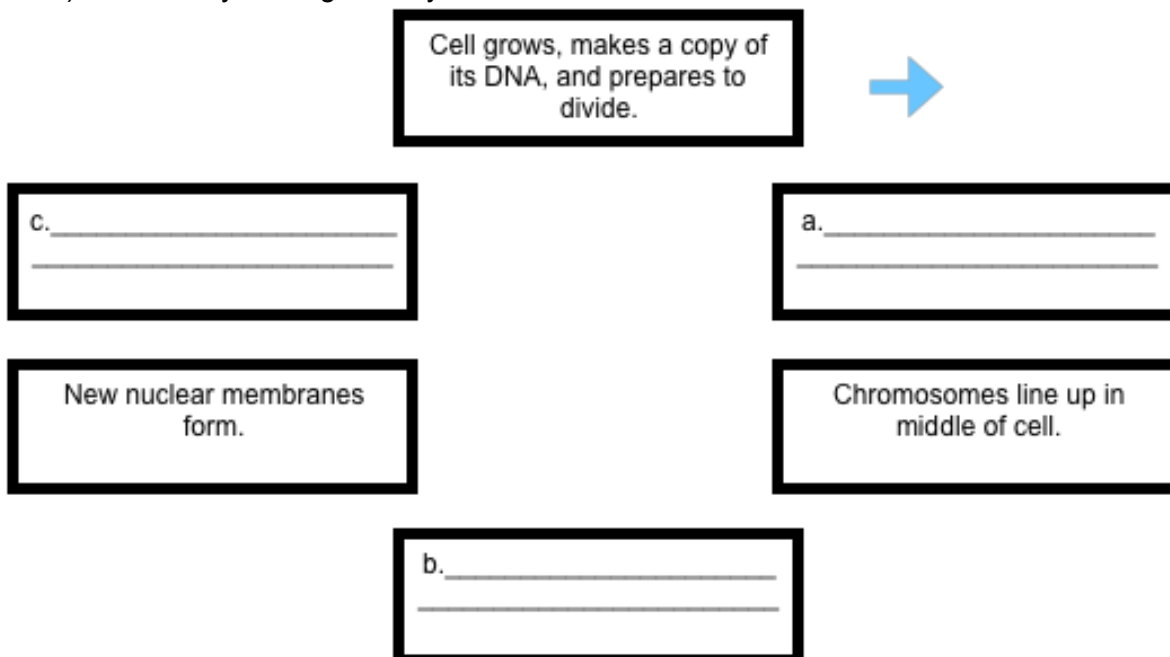 Cell grows, makes a copy of
its DNA, and prepares to
divide.
c.
a.
New nuclear membranes
form.
Chromosomes line up in
middle of cell.
b.